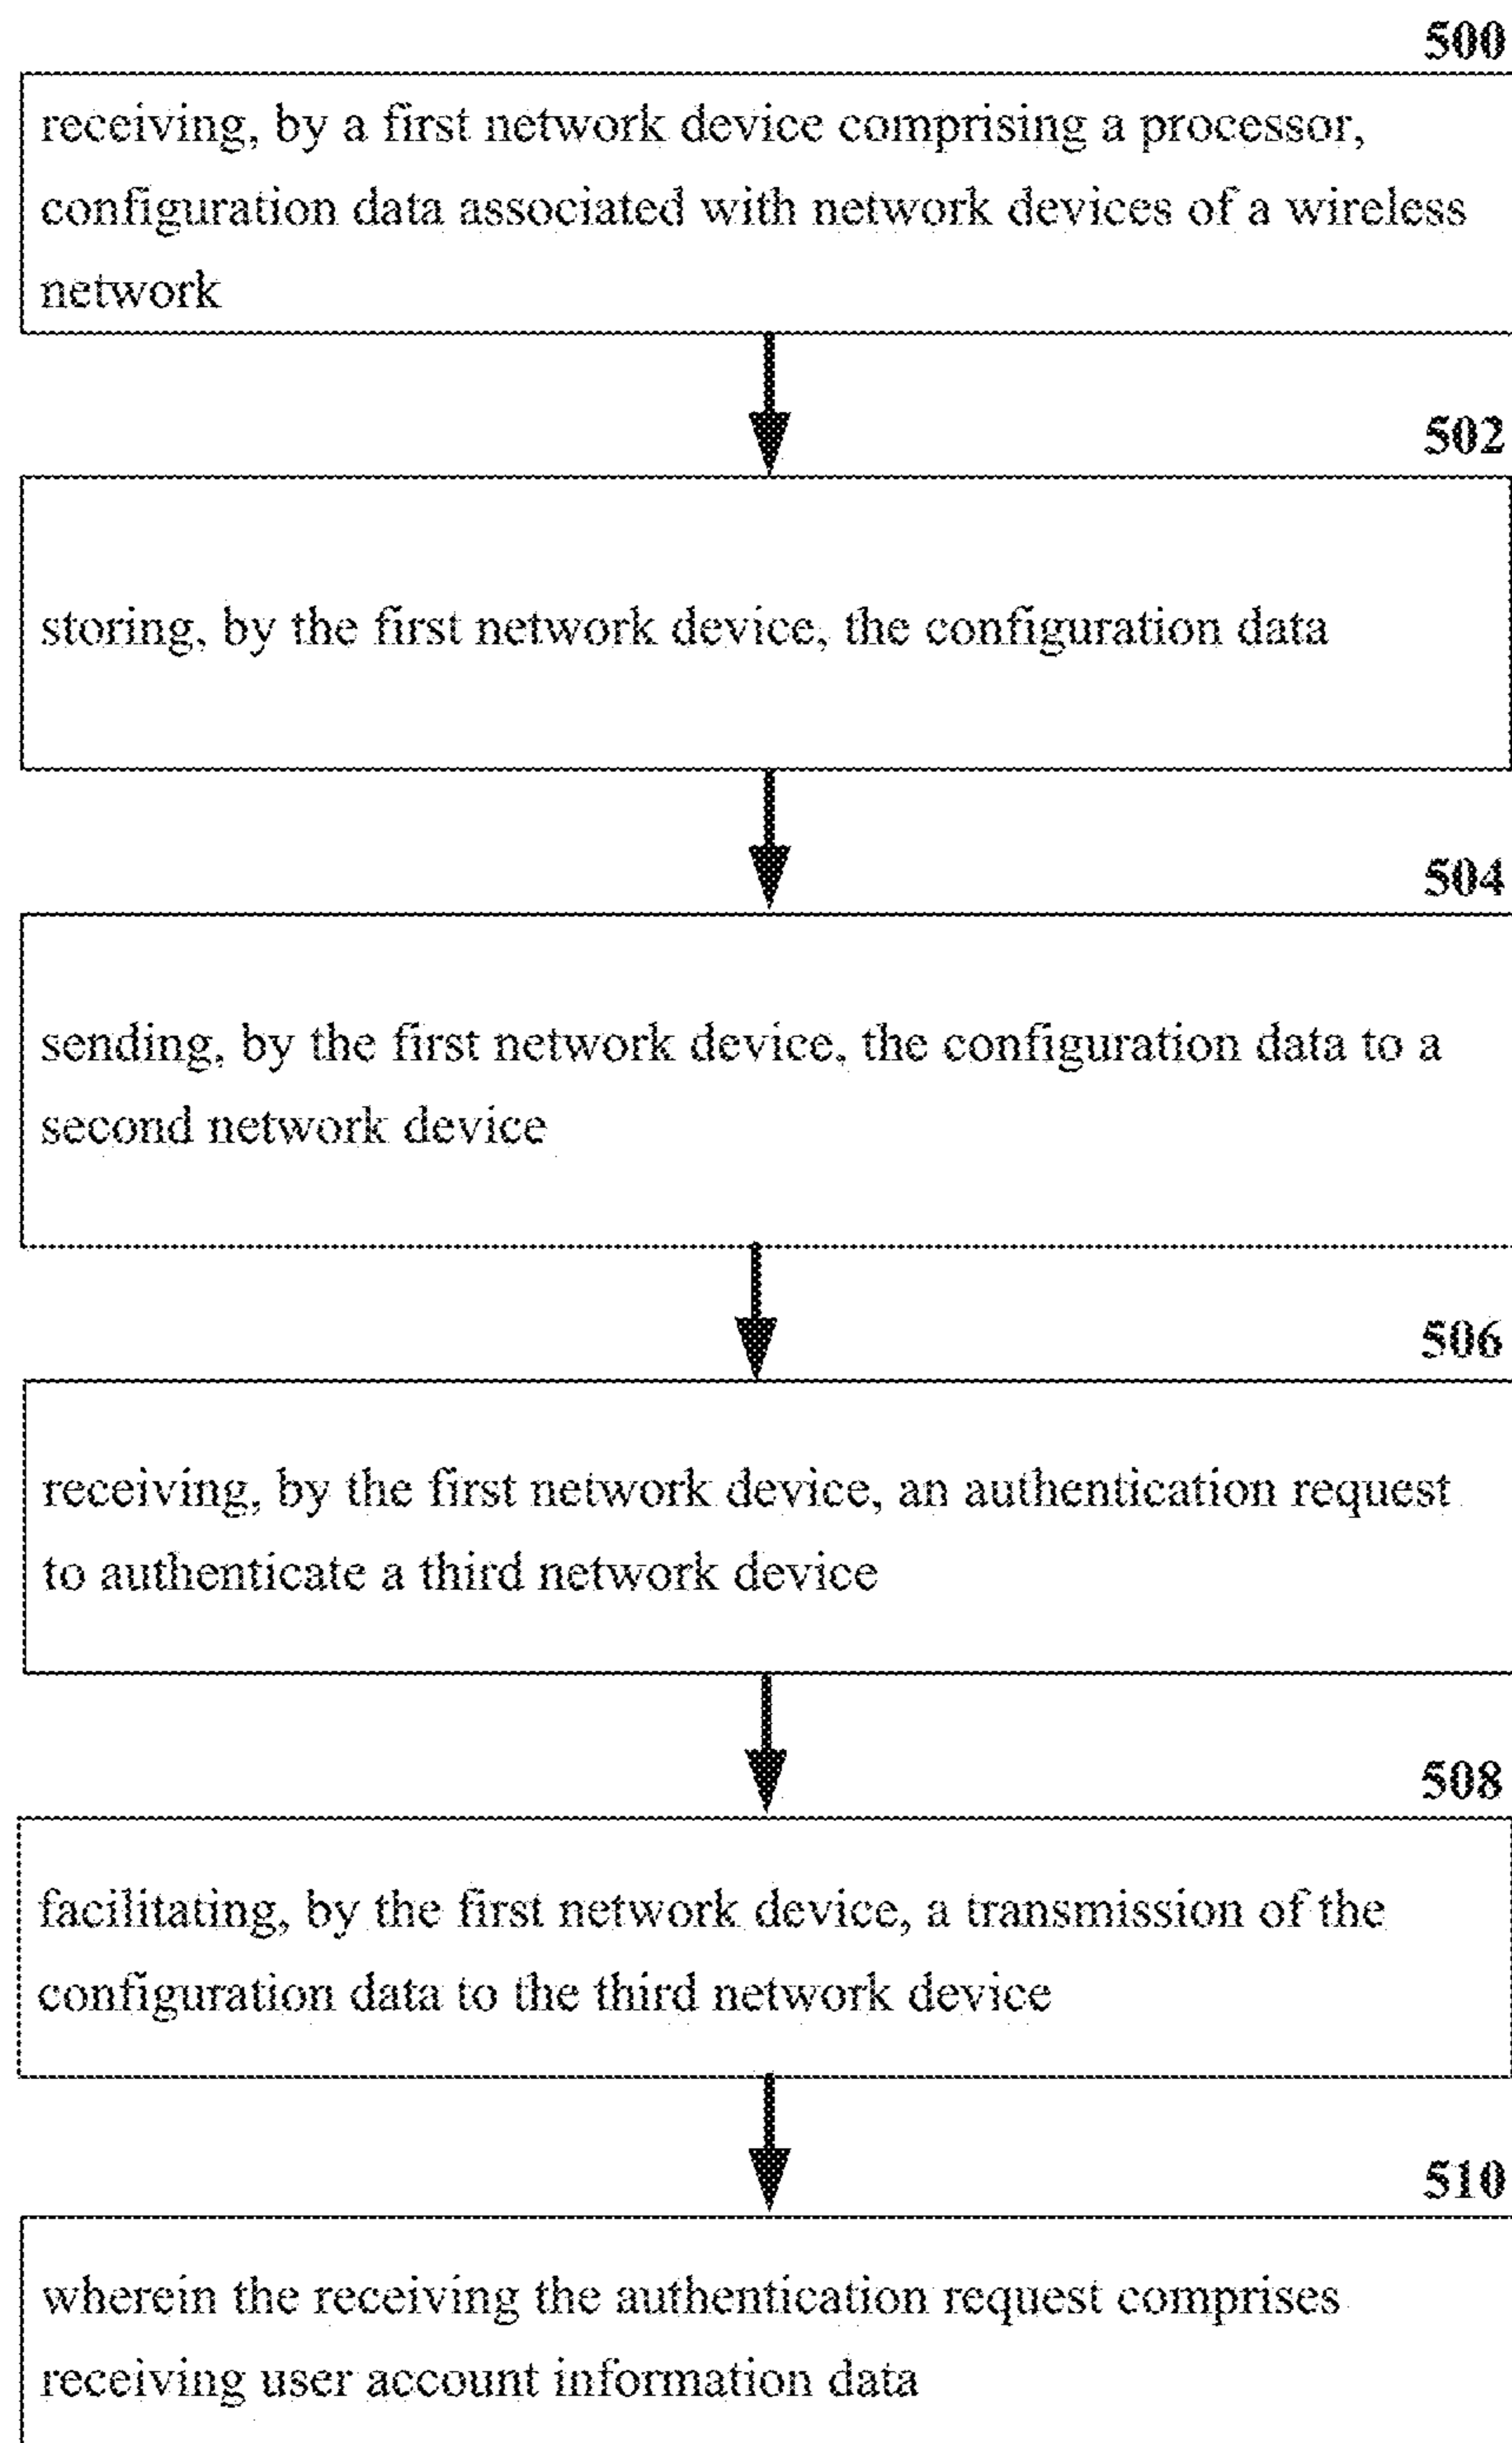 500
receiving, by a first network device comprising a processor,
configuration data associated with network devices of a wireless
network
502
storing, by the first network device, the configuration data
504
sending, by the first network device, the configuration data to a
second network device
506
receiving, by the first network device, an authentication request
to authenticate a third network device
508
facilitating, by the first network device, a transmission of the
configuration data to the third network device
510
wherein the receiving the authentication request comprises
receiving user account information data